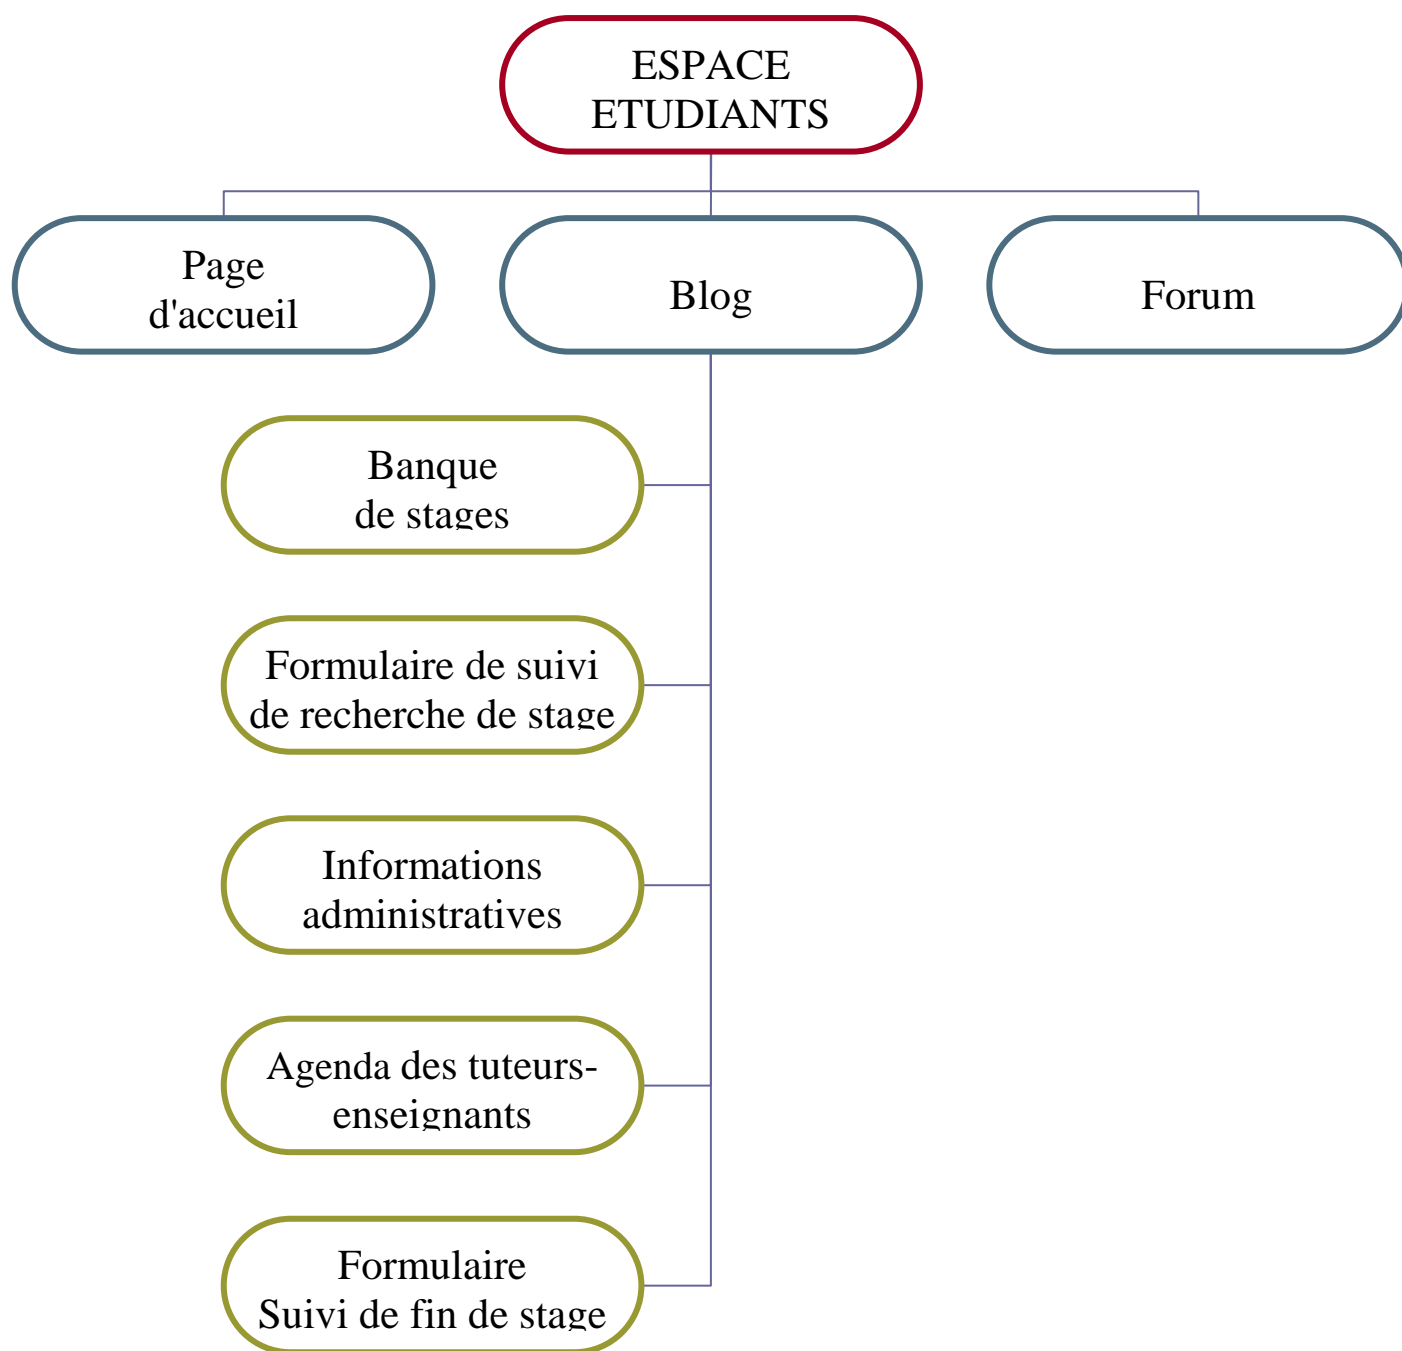 ESPACE
ETUDIANTS
Page
d'accueil
Blog
Forum
Banque
de stages
Formulaire de suivi
de recherche de stage
Informations
administratives
Agenda des tuteurs-
enseignants
Formulaire
Suivi de fin de stage